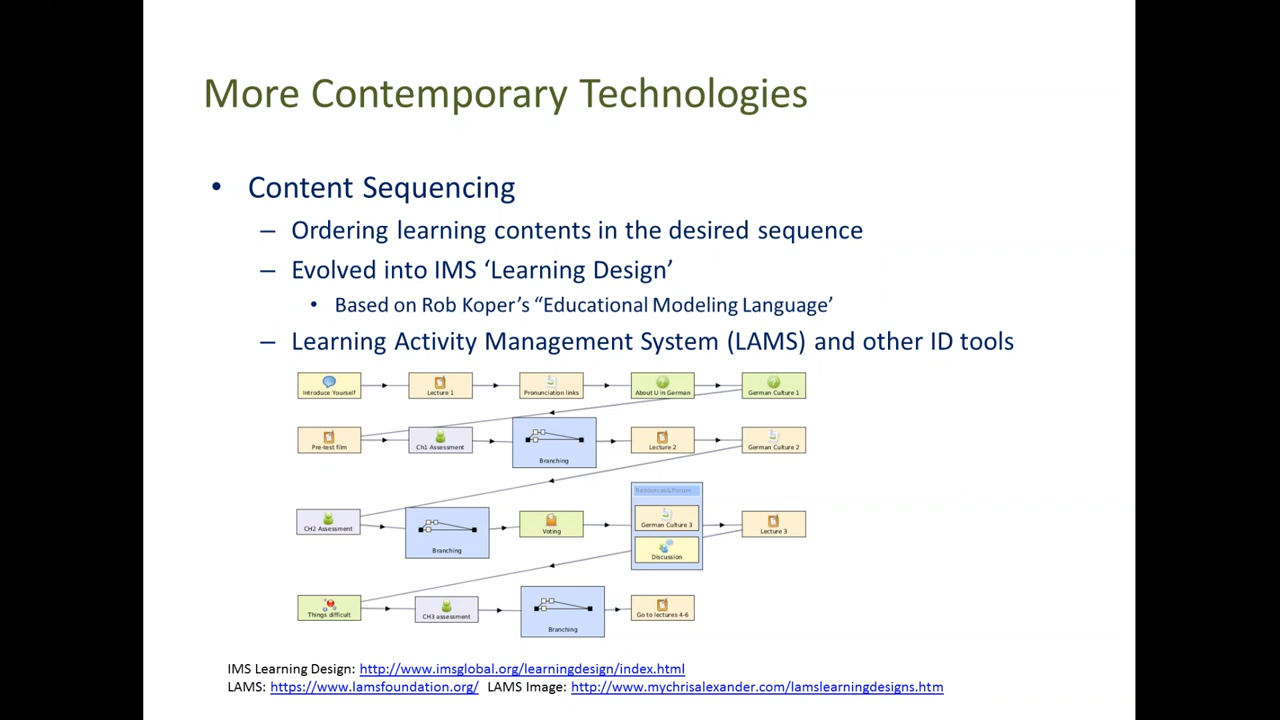 More Contemporary Technologies
• Content Sequencing
– Ordering learning contents in the desired sequence
– Evolved into IMS ‘Learning Design’
• Based on Rob Koper’s “Educational Modeling Language’
– Learning Activity Management System (LAMS) and other ID tools
Introduce Yourself
Lecture 1
Pronunciation links
About U in German
German Culture 1
Pre-test film
Ch1 Assessment
Branching
Lecture 2
German Culture 2
CH2 Assessment
Branching
Voting
Resources& Forum
German Culture 3
Discussion
Lecture 3
Things difficult
CH3 assessment
Branching
Go to lectures 4-6
IMS Learning Design: http://www.imsglobal.org/learningdesign/index.html
LAMS: https://www.lamsfoundation.org/ LAMS Image: http://www.mychrisalexander.com/lamslearningdesigns.htm